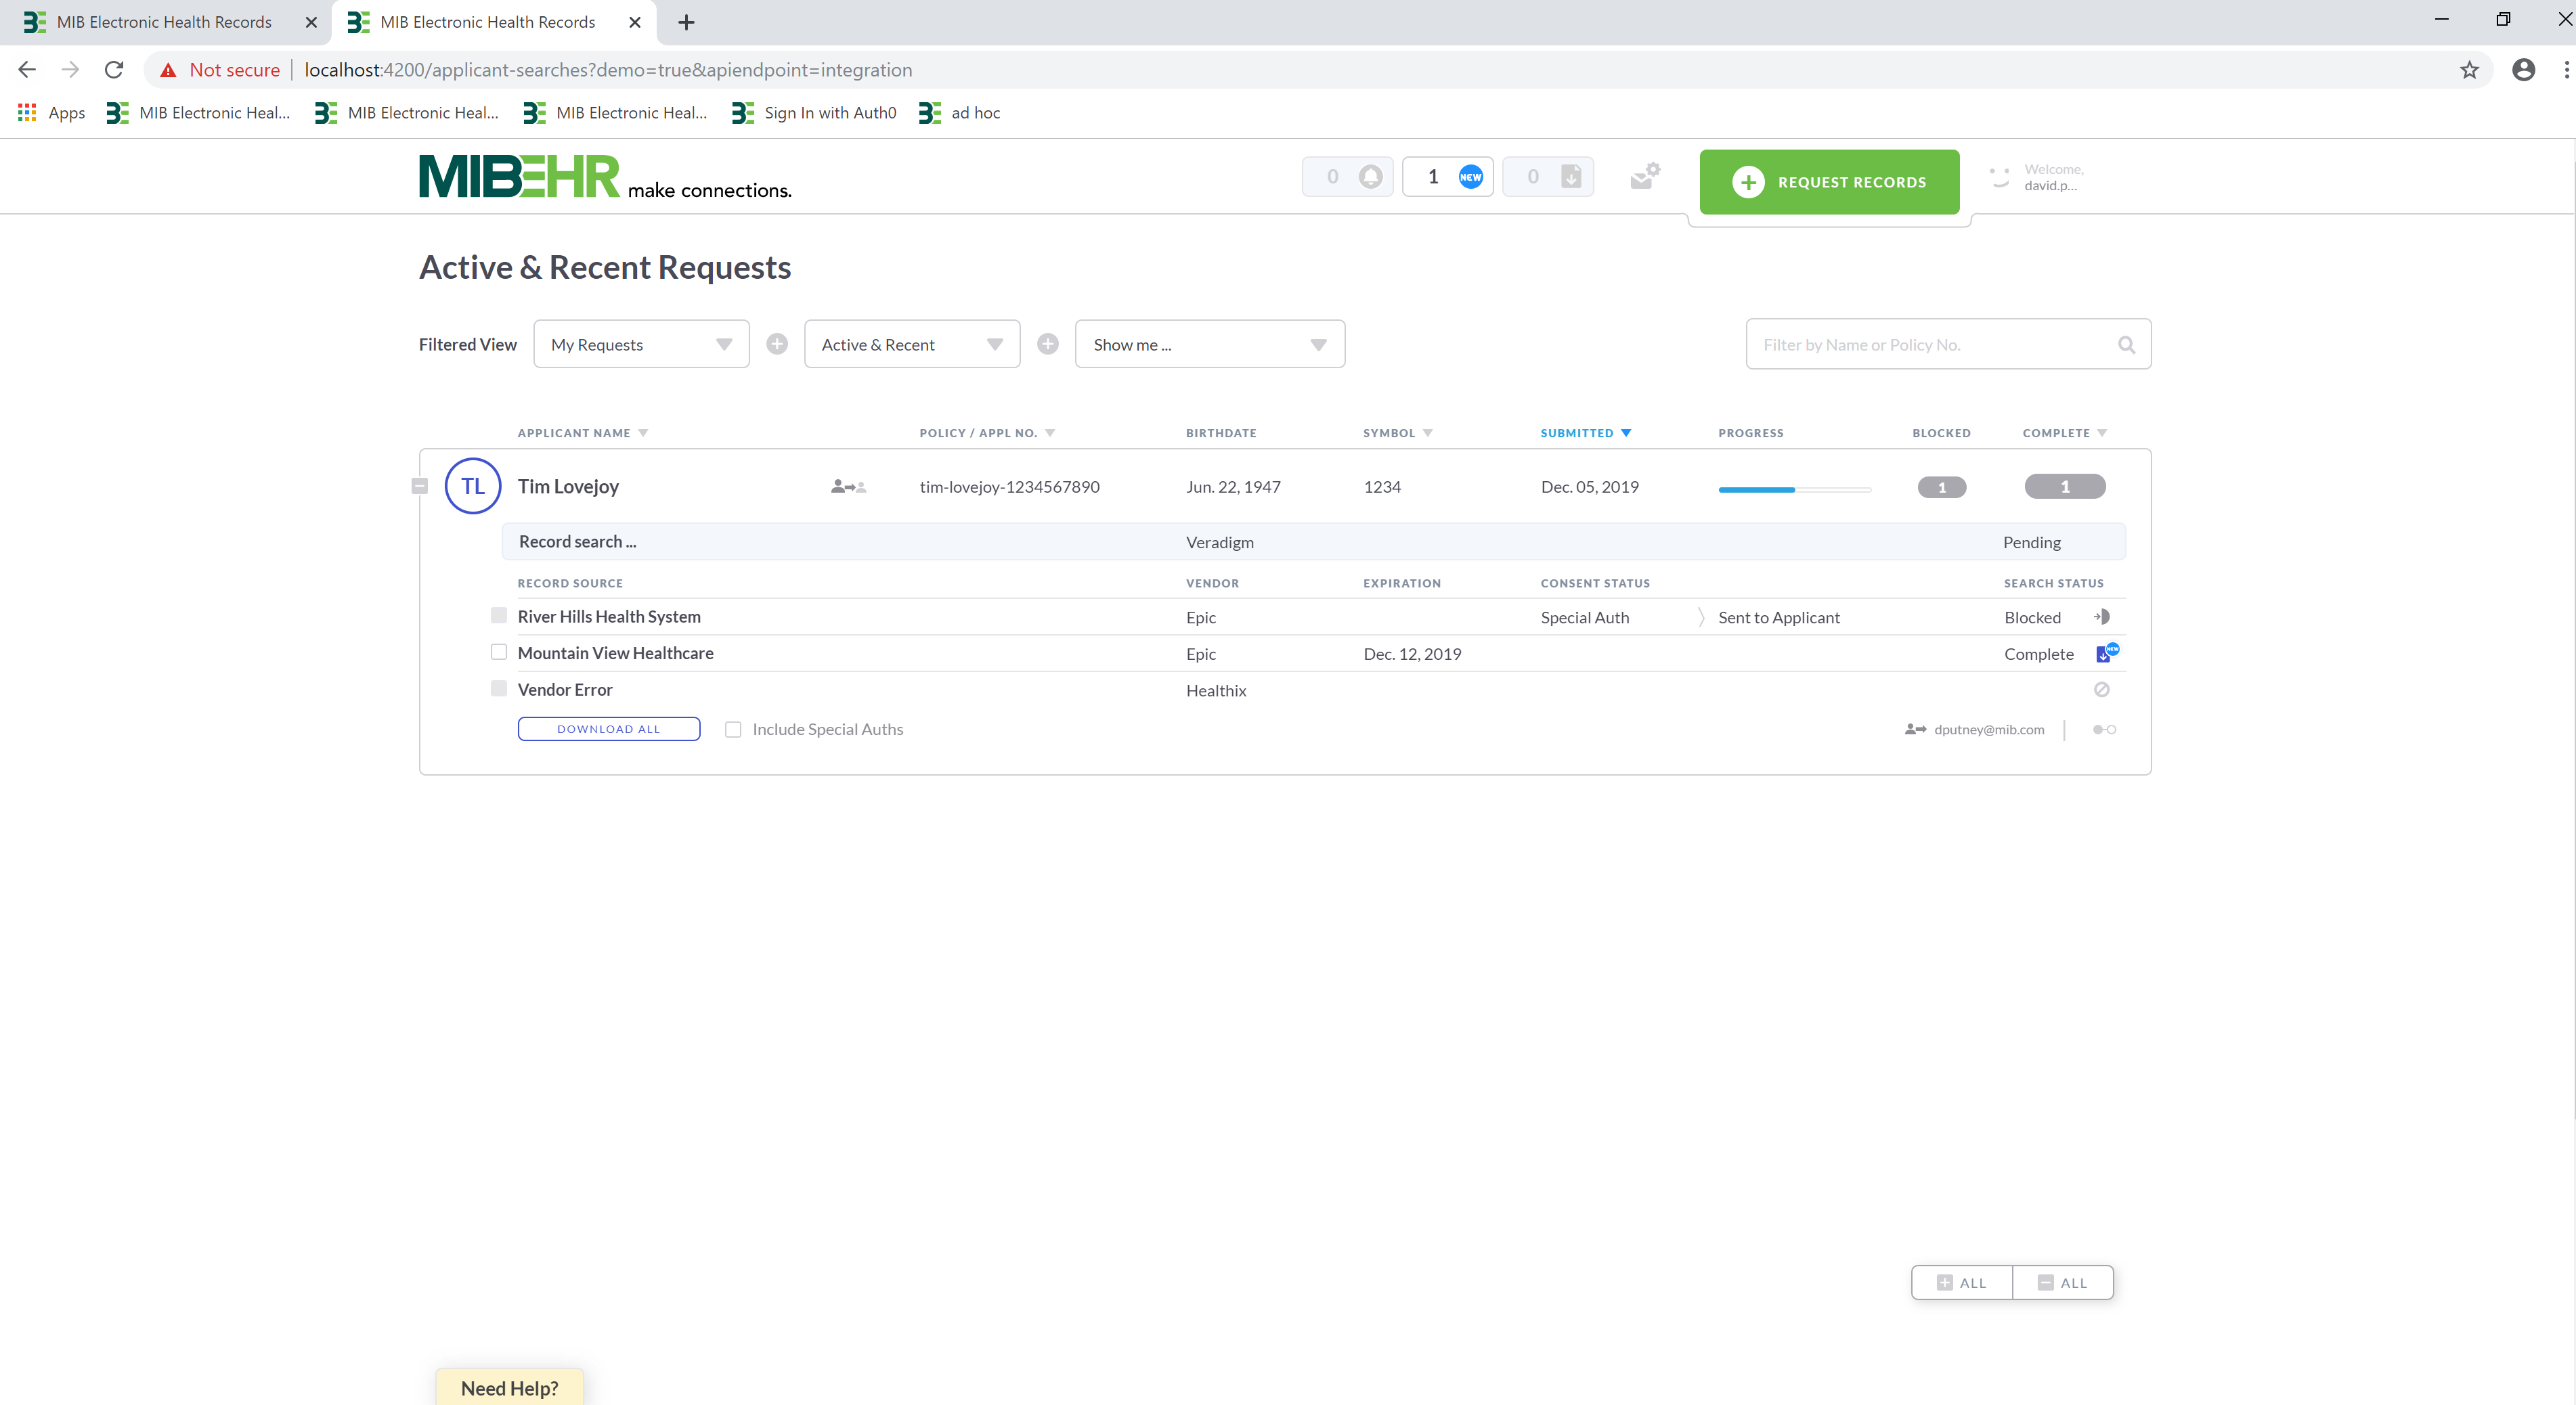 MIB Electronic Health Records
MIB Electronic Health Records
Not secure
localhost:4200/applicant-searches?demo=true&apiendpoint=integration
Apps
MIB Electronic Heal...
MIB Electronic Heal...
MIB Electronic Heal...
Sign In with Auth0
ad hoc
MIBEHR make connections.
0
1 NEW
0
REQUEST RECORDS
Welcome,
david.p...
Active & Recent Requests
Filtered View
My Requests
Active & Recent
Show me ...
Filter by Name or Policy No.
APPLICANT NAME POLICY / APPL NO. BIRTHDATE SYMBOL SUBMITTED PROGRESS BLOCKED COMPLETE
TL Tim Lovejoy tim-lovejoy-1234567890 Jun. 22, 1947 1234 Dec. 05, 2019 1 1
Record search ... Veradigm Pending
RECORD SOURCE VENDOR EXPIRATION CONSENT STATUS SEARCH STATUS
River Hills Health System Epic Special Auth Sent to Applicant Blocked
Mountain View Healthcare Epic Dec. 12, 2019 Complete NEW
Vendor Error Healthix
DOWNLOAD ALL Include Special Auths dputney@mib.com
ALL ALL
Need Help?